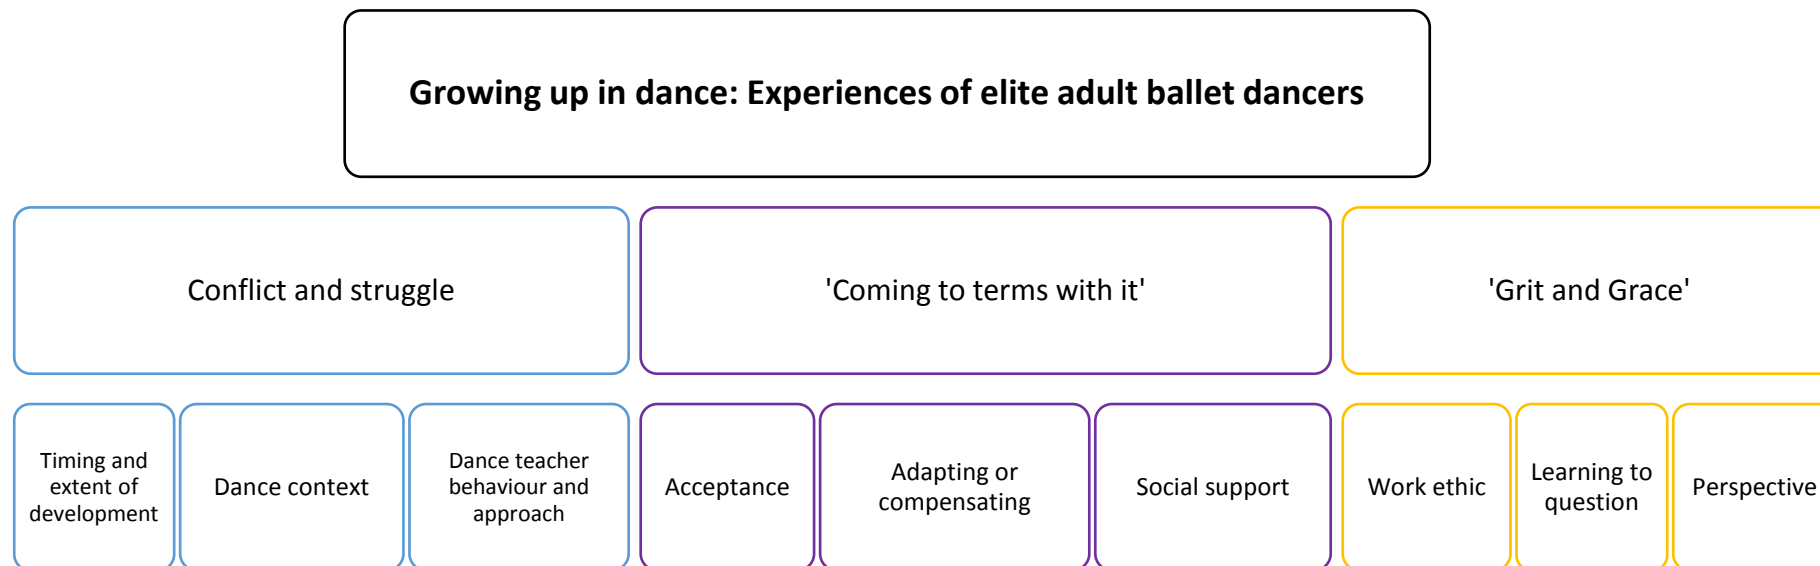 Growing up in dance: Experiences of elite adult ballet dancers
Conflict and struggle
'Coming to terms with it'
'Grit and Grace'
Timing and
extent of
development
Dance context
Dance teacher
behaviour and
approach
Acceptance
Adapting or
compensating
Social support
Work ethic
Learning to
question
Perspective